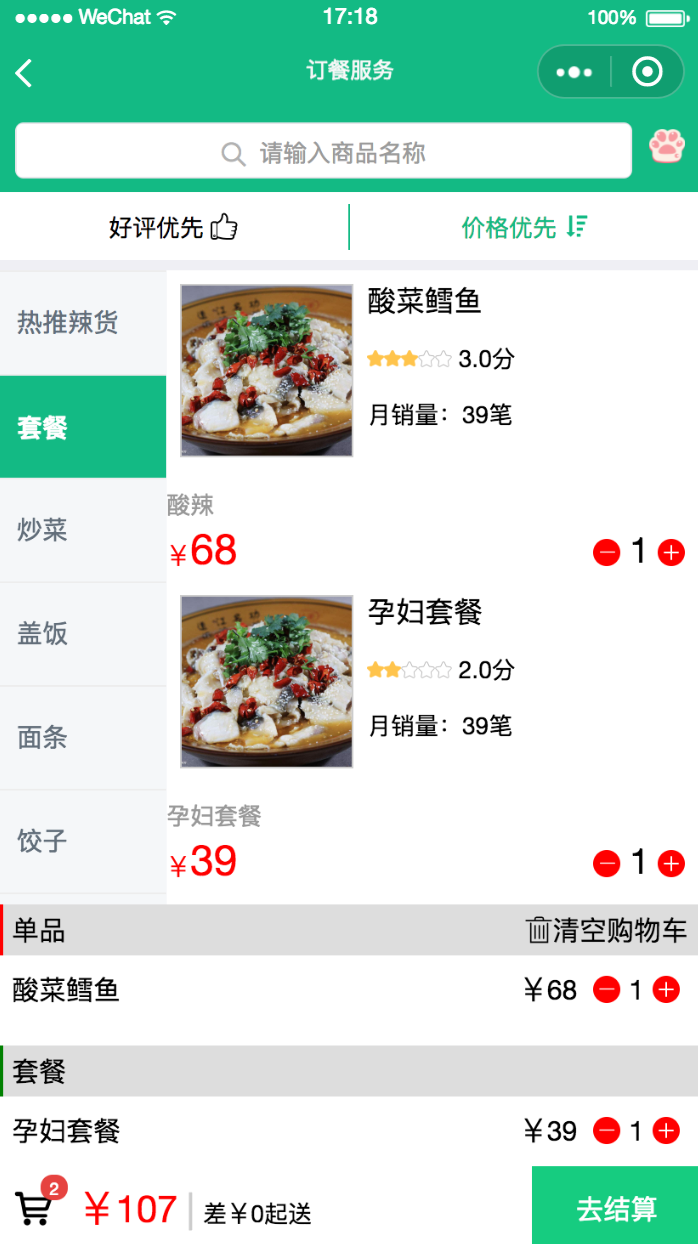 WeChat 17:18 100%
订餐服务
请输入商品名称
好评优先 价格优先
热推辣货
套餐
炒菜
盖饭
面条
饺子
酸菜鳕鱼
3.0分
月销量：39笔
酸辣
¥68 1
孕妇套餐
2.0分
月销量：39笔
孕妇套餐
¥39 1
单品 清空购物车
酸菜鳕鱼 ¥68 1
套餐
孕妇套餐 ¥39 1
2 ¥107 差¥0起送 去结算